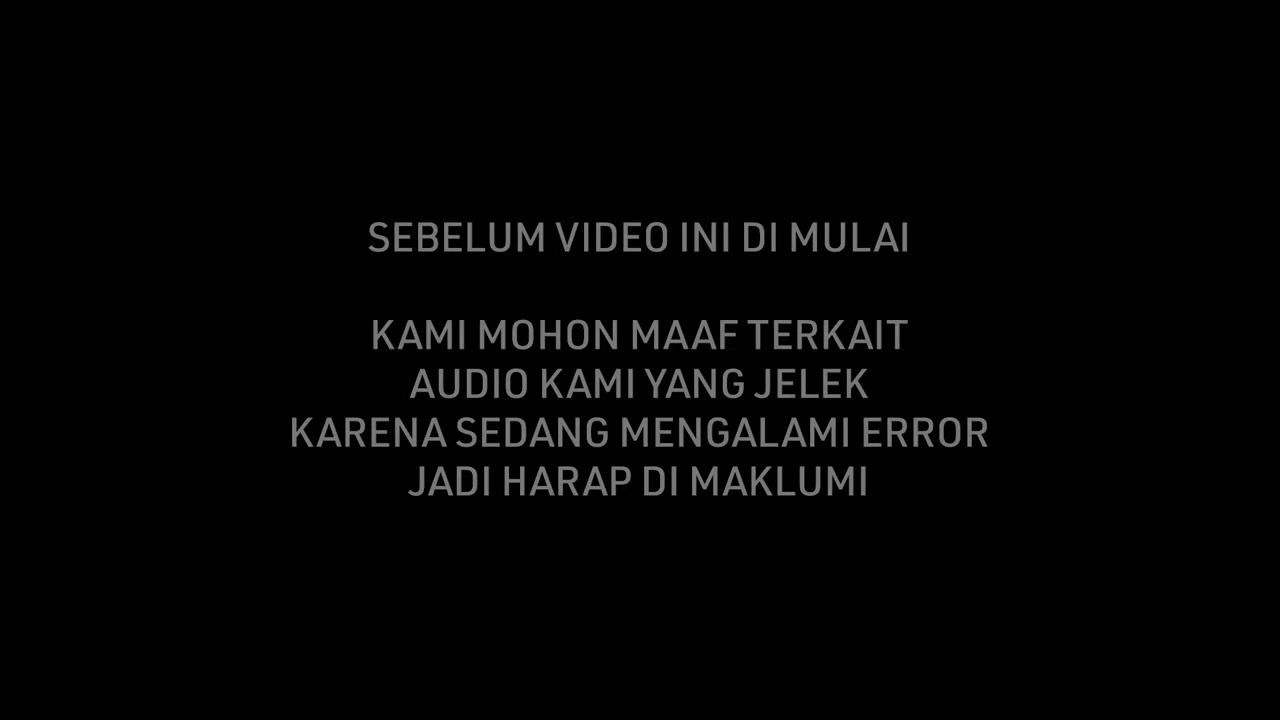 SEBELUM VIDEO INI DI MULAI
KAMI MOHON MAAF TERKAIT
AUDIO KAMI YANG JELEK
KARENA SEDANG MENGALAMI ERROR
JADI HARAP DI MAKLUMI